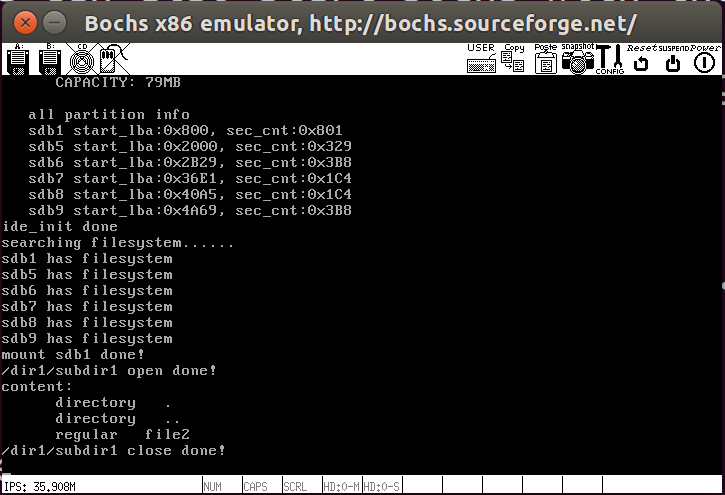 Bochs x86 emulator, http://bochs.sourceforge.net/
A: B: CD USER Copy Paste snapshot CONFIG Reset SUSPEND Power
CAPACITY: 79MB
all partition info
sdb1 start_lba:0x800, sec_cnt:0x801
sdb5 start_lba:0x2000, sec_cnt:0x329
sdb6 start_lba:0x2B29, sec_cnt:0x3B8
sdb7 start_lba:0x36E1, sec_cnt:0x1C4
sdb8 start_lba:0x40A5, sec_cnt:0x1C4
sdb9 start_lba:0x4A69, sec_cnt:0x3B8
ide_init done
searching filesystem......
sdb1 has filesystem
sdb5 has filesystem
sdb6 has filesystem
sdb7 has filesystem
sdb8 has filesystem
sdb9 has filesystem
mount sdb1 done!
/dir1/subdir1 open done!
content:
directory .
directory ..
regular file2
/dir1/subdir1 close done!
IPS: 35.908M NUM CAPS SCRL HD:0-M HD:0-S